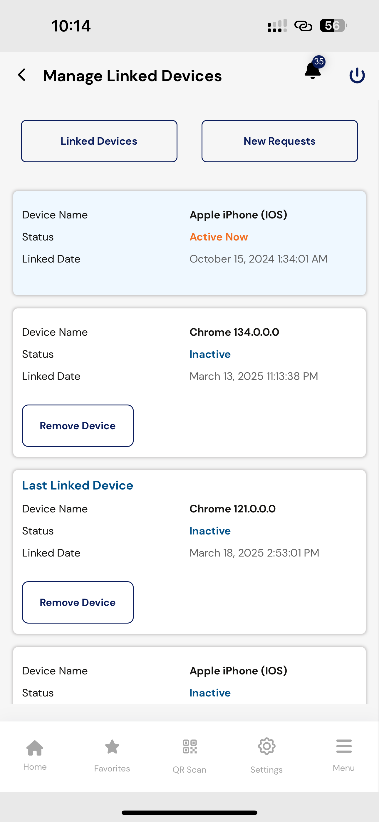 10:14
56
35
Manage Linked Devices
Linked Devices
New Requests
Device Name Apple iPhone (IOS)
Status Active Now
Linked Date October 15, 2024 1:34:01 AM
Device Name Chrome 134.0.0.0
Status Inactive
Linked Date March 13, 2025 11:13:38 PM
Remove Device
Last Linked Device
Device Name Chrome 121.0.0.0
Status Inactive
Linked Date March 18, 2025 2:53:01 PM
Remove Device
Device Name Apple iPhone (IOS)
Status Inactive
Home Favorites QR Scan Settings Menu